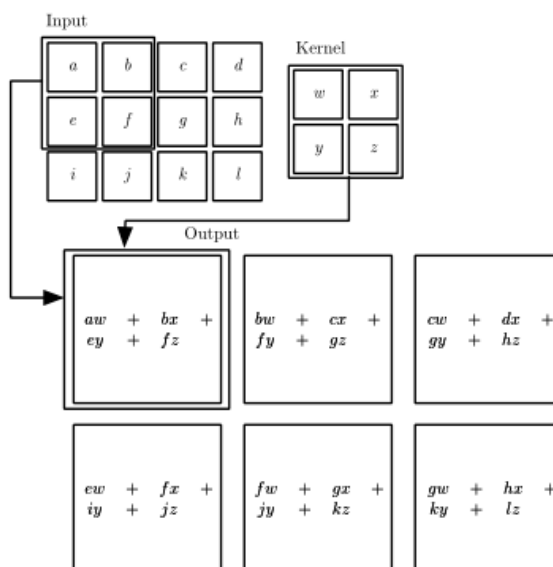 Input
Kernel
a b c d
w x
e f g h
y z
i j k l
Output
aw + bx +
ey + fz
bw + cx +
fy + gz
cw + dx +
gy + hz
ew + fx +
iy + jz
fw + gx +
jy + kz
gw + hx +
ky + lz